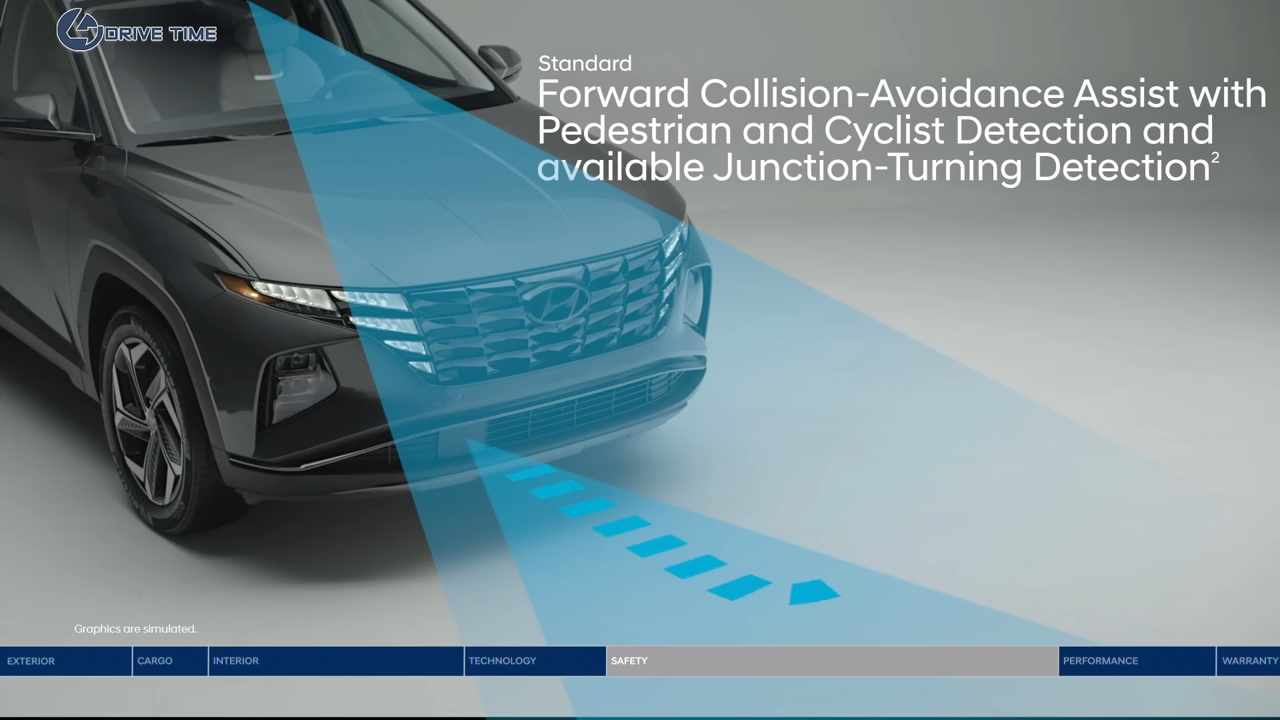 DRIVE TIME
Standard
Forward Collision-Avoidance Assist with
Pedestrian and Cyclist Detection and
available Junction-Turning Detection2
Graphics are simulated.
EXTERIOR
CARGO
INTERIOR
TECHNOLOGY
SAFETY
PERFORMANCE
WARRANTY